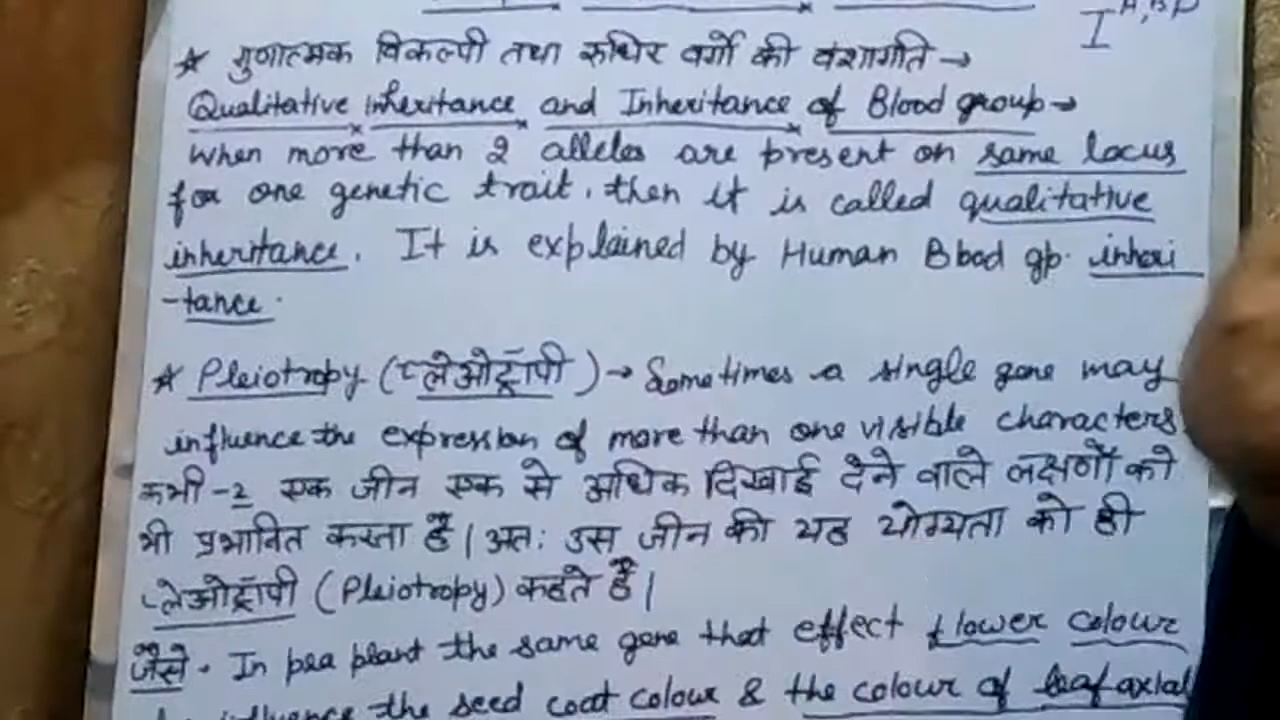 I A,B,O
★ गुणात्मक विकल्पी तथा रुधिर वर्गो की वंशागति →
Qualitative inheritance and Inheritance of Blood group →
when more than 2 alleles are present on same locus
for one genetic trait, then it is called qualitative
inheritance. It is explained by Human Blood gp. inheri
-tance.
★ Pleiotropy (प्लेओट्रॉपी) → Sometimes a single gene may
influence the expression of more than one visible characters.
कभी-2 एक जीन एक से अधिक दिखाई देने वाले लक्षणों को
भी प्रभावित करता है। अत: उस जीन की यह योग्यता को ही
प्लेओट्रॉपी (Pleiotropy) कहते हैं।
जैसे - In pea plant the same gene that effect flower colour
influence the seed coat colour & the colour of leaf axial